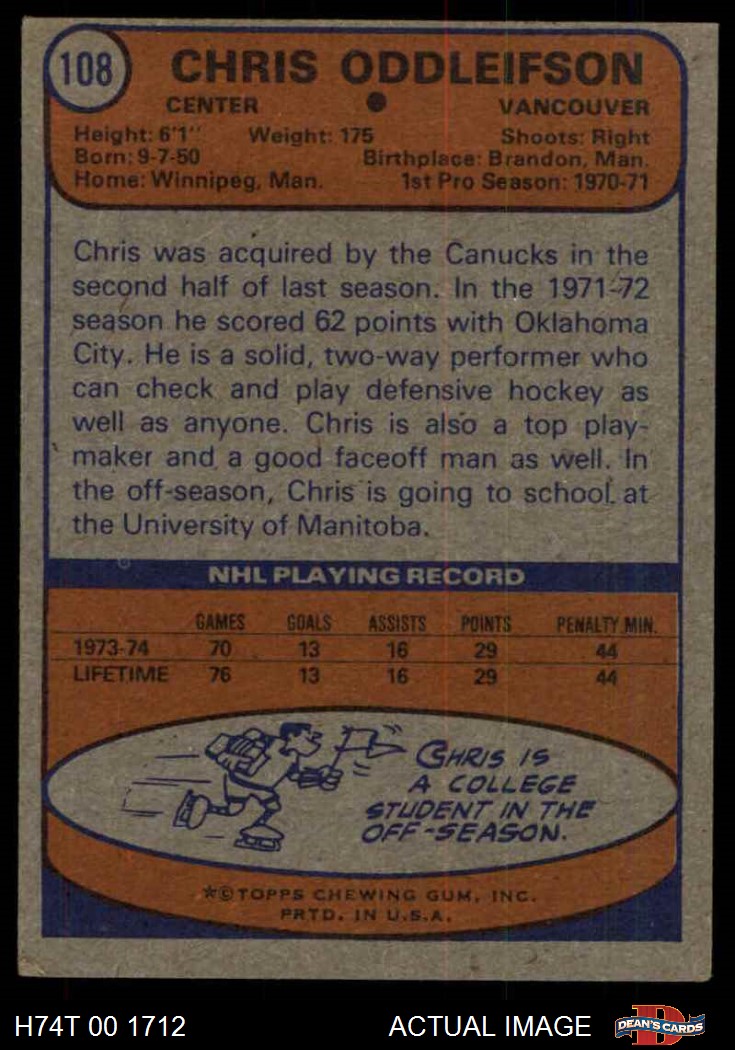 108
CHRIS ODDLEIFSON
CENTER ● VANCOUVER
Height: 6'1" Weight: 175 Shoots: Right
Born: 9-7-50 Birthplace: Brandon, Man.
Home: Winnipeg, Man. 1st Pro Season: 1970-71
Chris was acquired by the Canucks in the
second half of last season. In the 1971-72
season he scored 62 points with Oklahoma
City. He is a solid, two-way performer who
can check and play defensive hockey as
well as anyone. Chris is also a top play-
maker and a good faceoff man as well. In
the off-season, Chris is going to school at
the University of Manitoba.
NHL PLAYING RECORD
GAMES GOALS ASSISTS POINTS PENALTY MIN.
1973-74 70 13 16 29 44
LIFETIME 76 13 16 29 44
CHRIS IS
A COLLEGE
STUDENT IN THE
OFF-SEASON.
*©TOPPS CHEWING GUM, INC.
PRTD. IN U.S.A.
H74T 00 1712 ACTUAL IMAGE DEAN'S CARDS